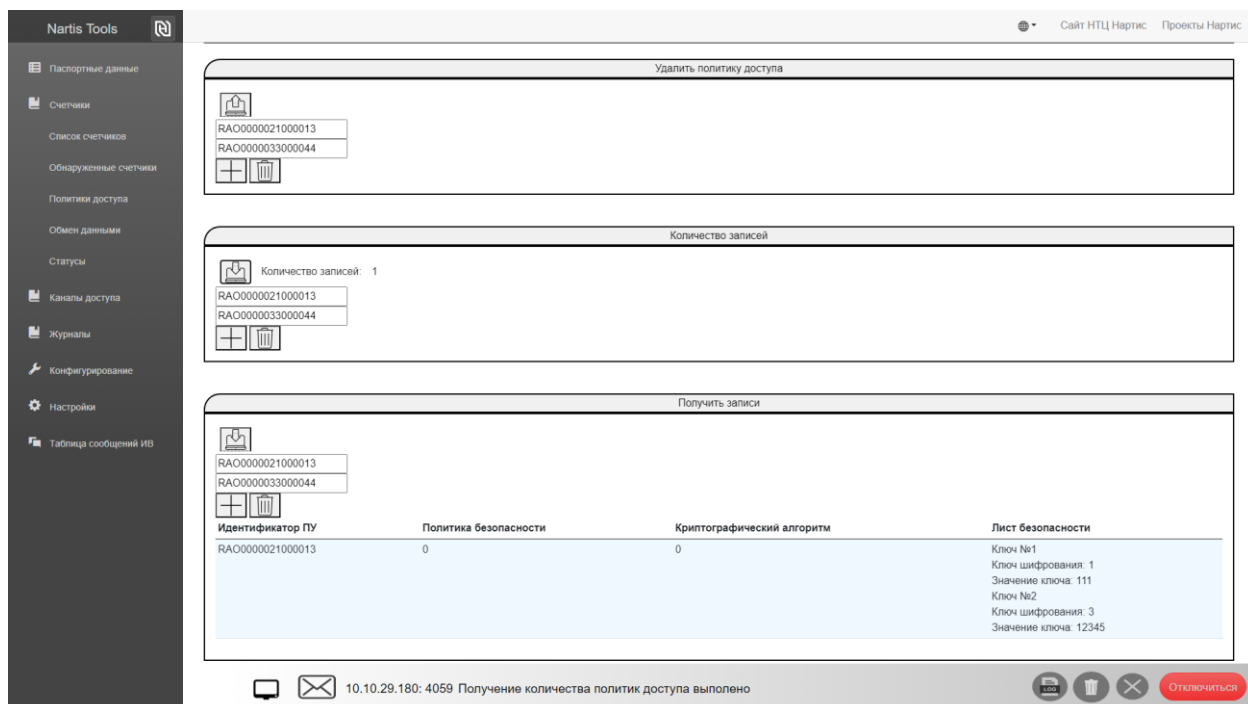 Nartis Tools
Сайт НТЦ Нартис Проекты Нартис
Паспортные данные
Счетчики
Список счетчиков
Обнаруженные счетчики
Политики доступа
Обмен данными
Статусы
Каналы доступа
Журналы
Конфигурирование
Настройки
Таблица сообщений ИВ
Удалить политику доступа
RAO0000021000013
RAO0000033000044
Количество записей
Количество записей: 1
RAO0000021000013
RAO0000033000044
Получить записи
RAO0000021000013
RAO0000033000044
Идентификатор ПУ Политика безопасности Криптографический алгоритм Лист безопасности
RAO0000021000013 0 0 Ключ №1
Ключ шифрования: 1
Значение ключа: 111
Ключ №2
Ключ шифрования: 3
Значение ключа: 12345
10.10.29.180: 4059 Получение количества политик доступа выполено
LOG
Отключиться